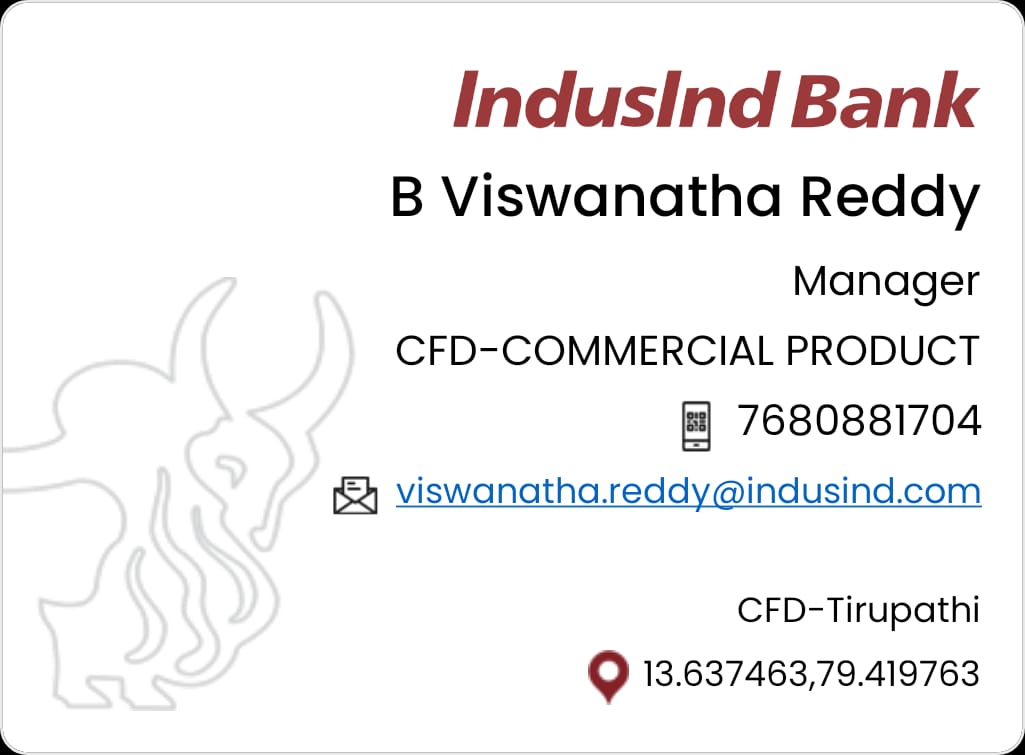 IndusInd Bank
B Viswanatha Reddy
Manager
CFD-COMMERCIAL PRODUCT
7680881704
viswanatha.reddy@indusind.com
CFD-Tirupathi
13.637463,79.419763